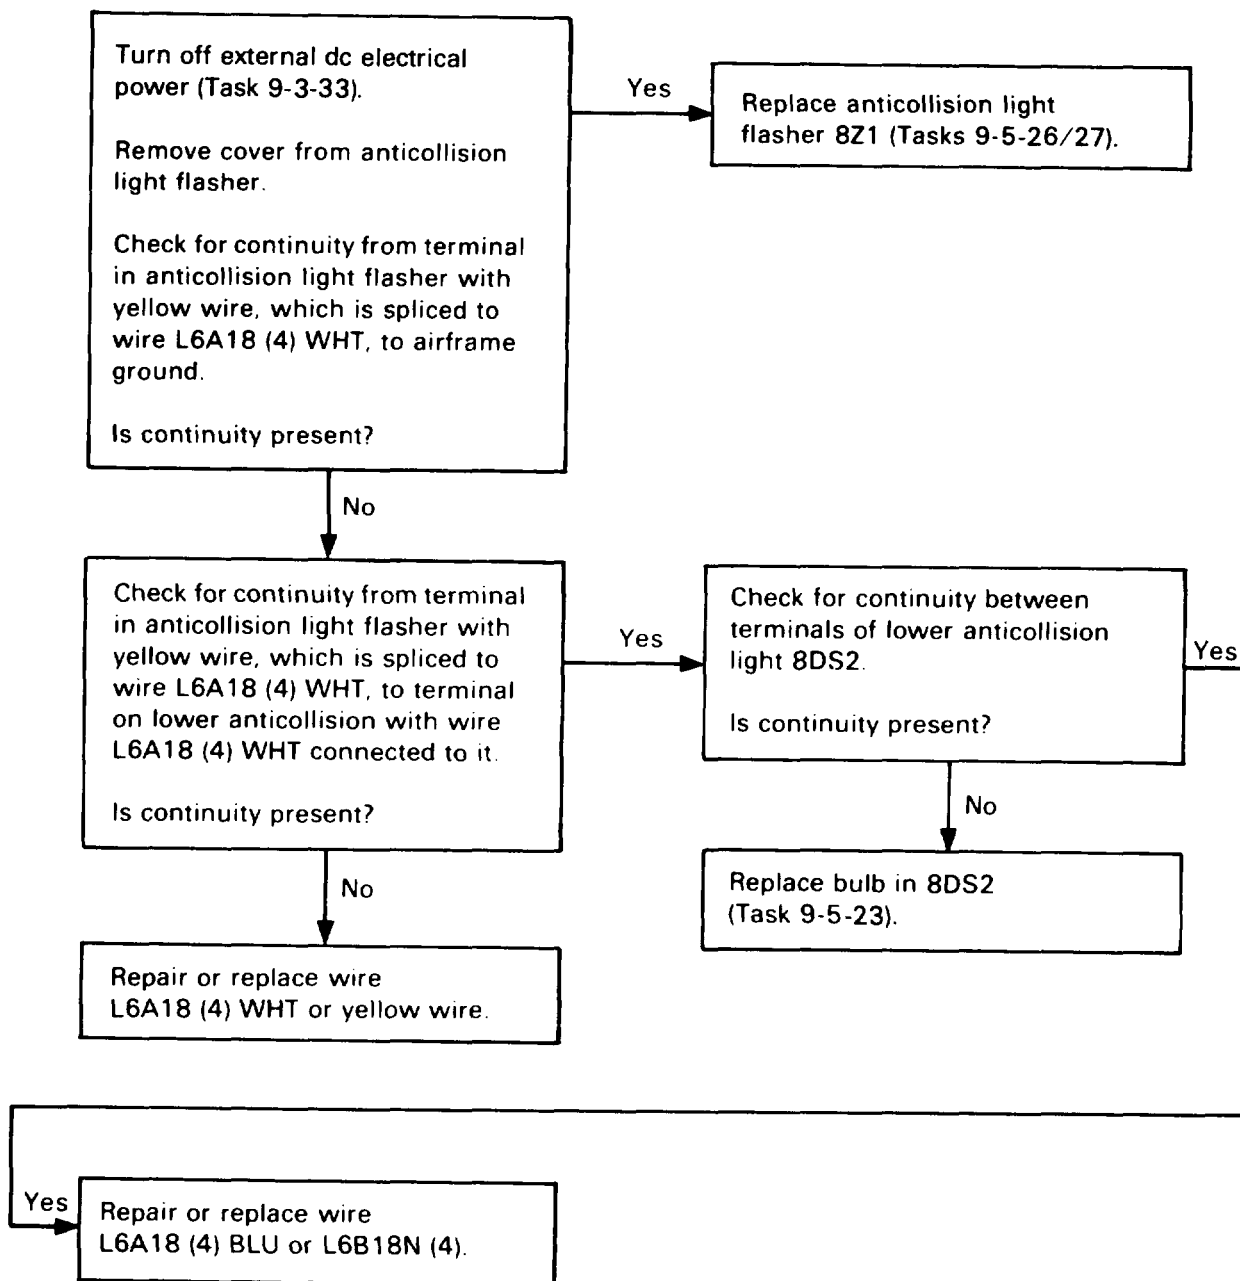 Turn off external dc electrical
power (Task 9-3-33).
Remove cover from anticollision
light flasher.
Check for continuity from terminal
in anticollision light flasher with
yellow wire, which is spliced to
wire L6A18 (4) WHT, to airframe
ground.
Is continuity present?
Yes
Replace anticollision light
flasher 8Z1 (Tasks 9-5-26/27).
No
Check for continuity from terminal
in anticollision light flasher with
yellow wire, which is spliced to
wire L6A18 (4) WHT, to terminal
on lower anticollision with wire
L6A18 (4) WHT connected to it.
Is continuity present?
Yes
Check for continuity between
terminals of lower anticollision
light 8DS2.
Is continuity present?
Yes
No
Replace bulb in 8DS2
(Task 9-5-23).
No
Repair or replace wire
L6A18 (4) WHT or yellow wire.
Yes
Repair or replace wire
L6A18 (4) BLU or L6B18N (4).